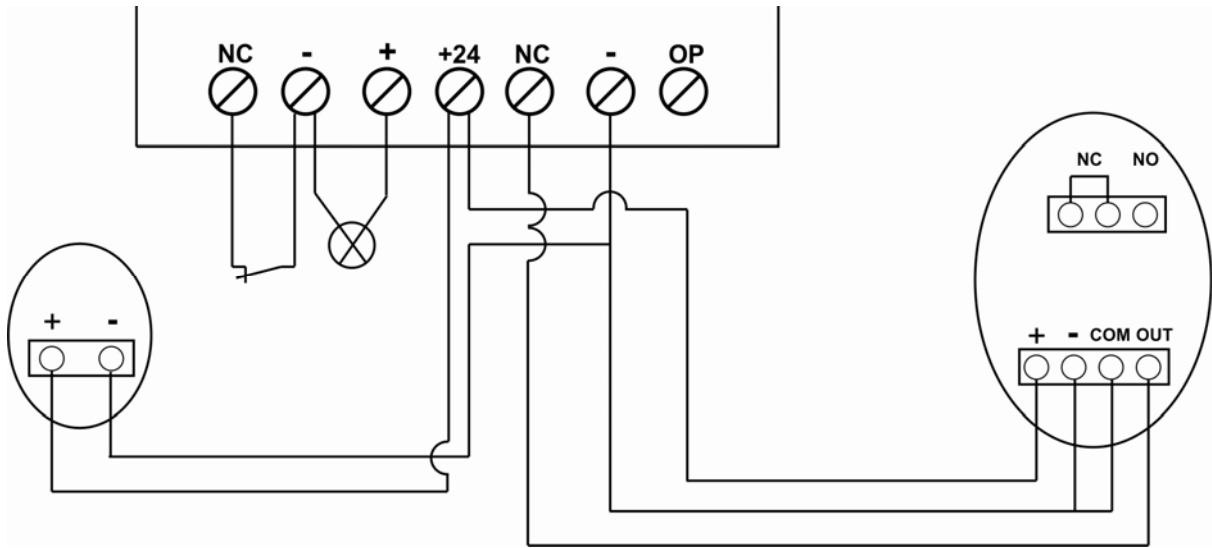 NC - + +24 NC - OP
NC NO
+ -
+ - COM OUT